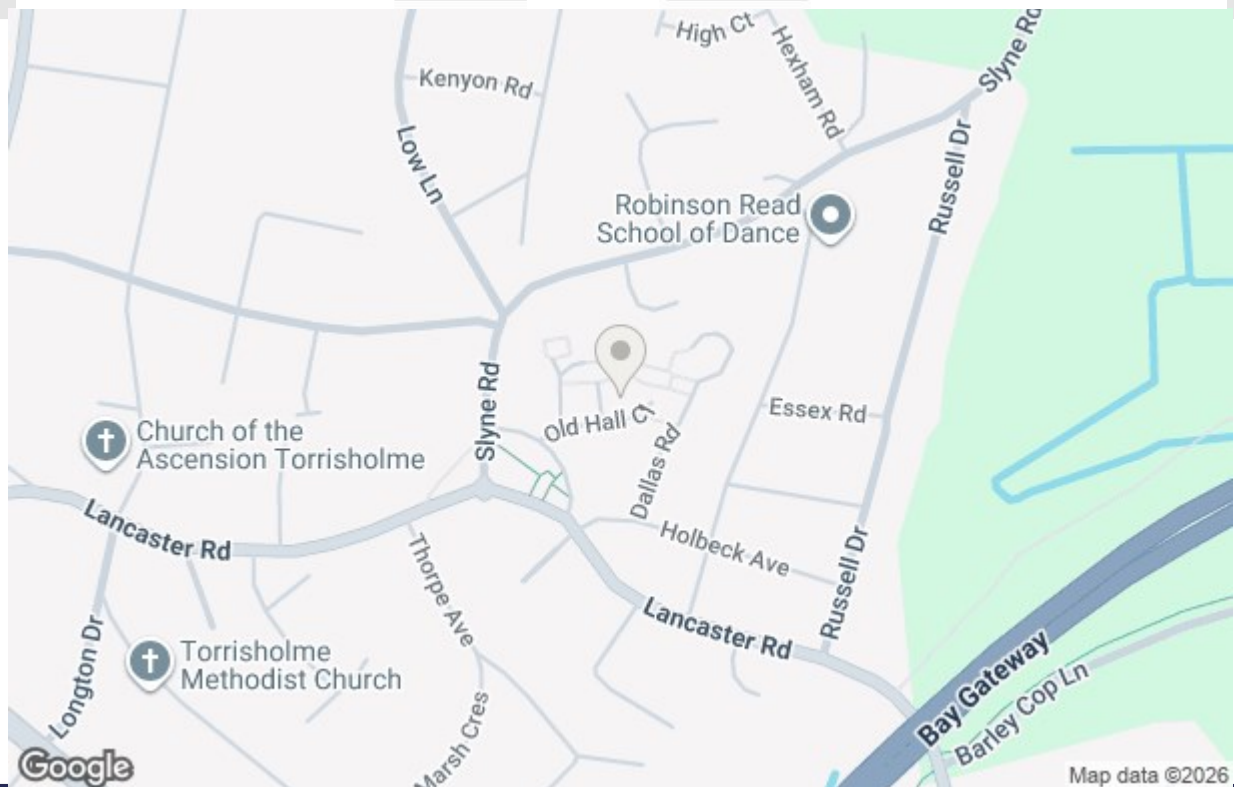 High Ct
Hexham Rd
Slyne Rd
Kenyon Rd
Low Ln
Russell Dr
Robinson Read
School of Dance
Slyne Rd
Old Hall Ct
Essex Rd
Church of the
Ascension Torrisholme
Dallas Rd
Lancaster Rd
Holbeck Ave
Thorpe Ave
Russell Dr
Lancaster Rd
Longton Dr
Torrisholme
Methodist Church
Marsh Cres
Bay Gateway
Barley Cop Ln
Google
Map data ©2026